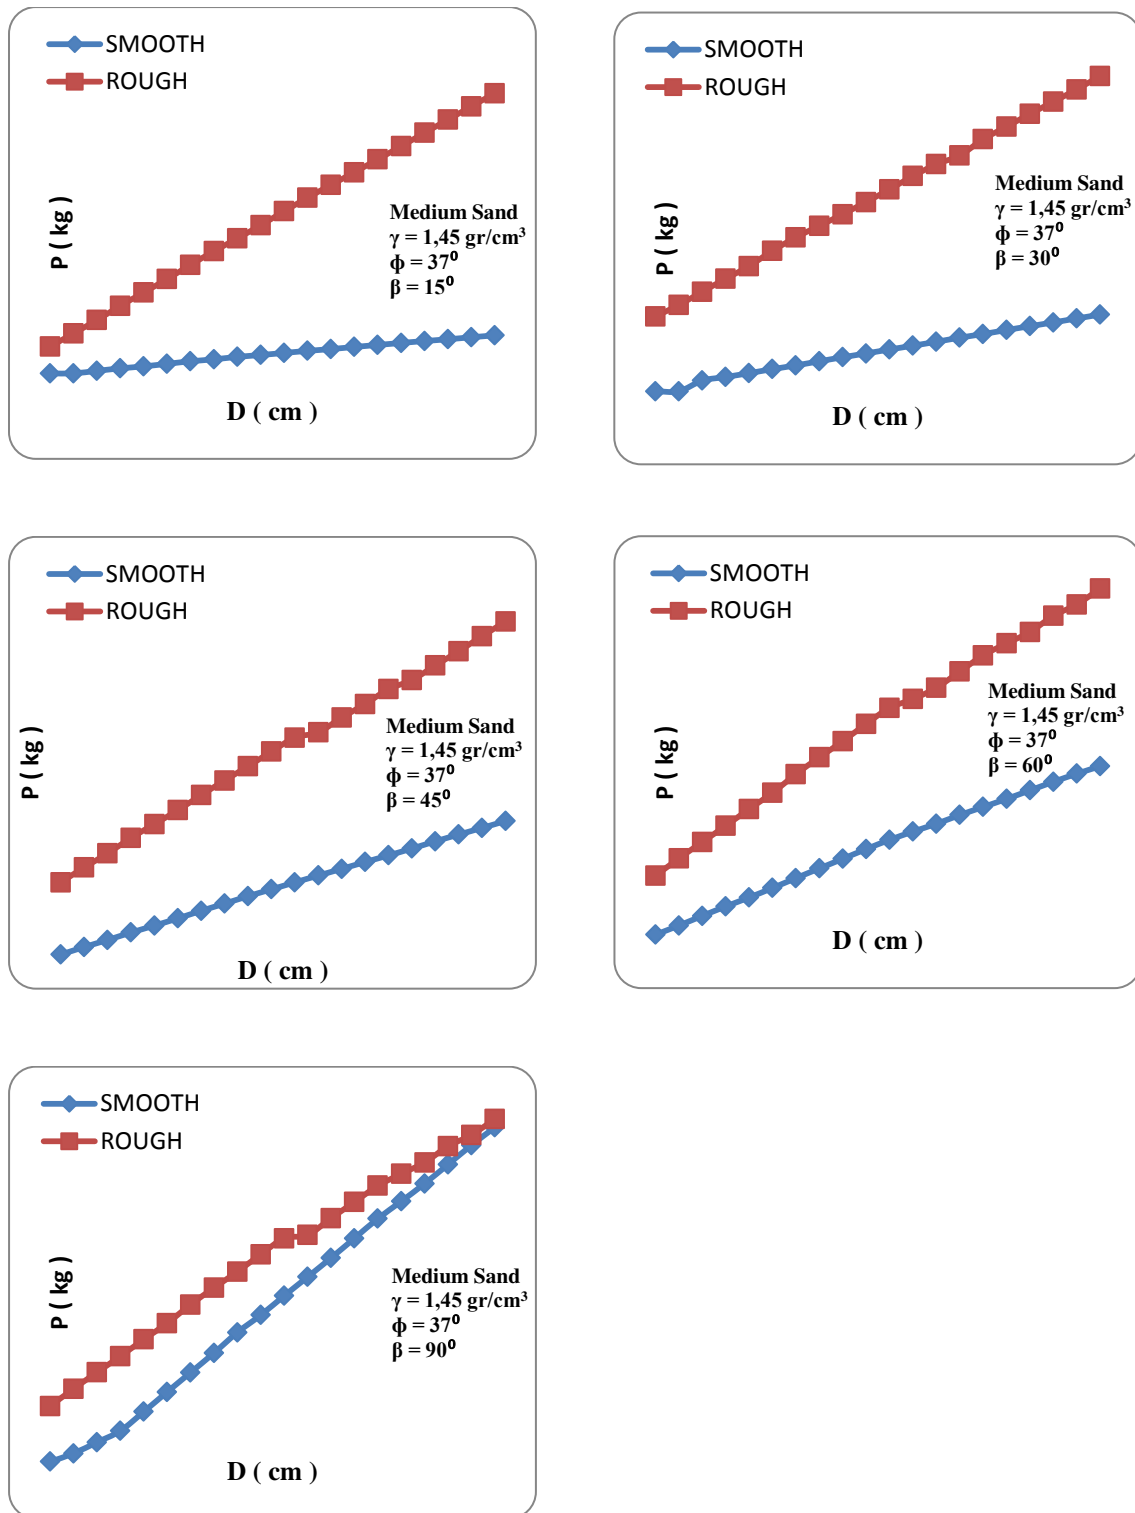 SMOOTH
ROUGH
P ( kg )
Medium Sand
γ = 1,45 gr/cm³
ϕ = 37⁰
β = 15⁰
D ( cm )
SMOOTH
ROUGH
P ( kg )
Medium Sand
γ = 1,45 gr/cm³
ϕ = 37⁰
β = 30⁰
D ( cm )
SMOOTH
ROUGH
P ( kg )
Medium Sand
γ = 1,45 gr/cm³
ϕ = 37⁰
β = 45⁰
D ( cm )
SMOOTH
ROUGH
P ( kg )
Medium Sand
γ = 1,45 gr/cm³
ϕ = 37⁰
β = 60⁰
D ( cm )
SMOOTH
ROUGH
P ( kg )
Medium Sand
γ = 1,45 gr/cm³
ϕ = 37⁰
β = 90⁰
D ( cm )